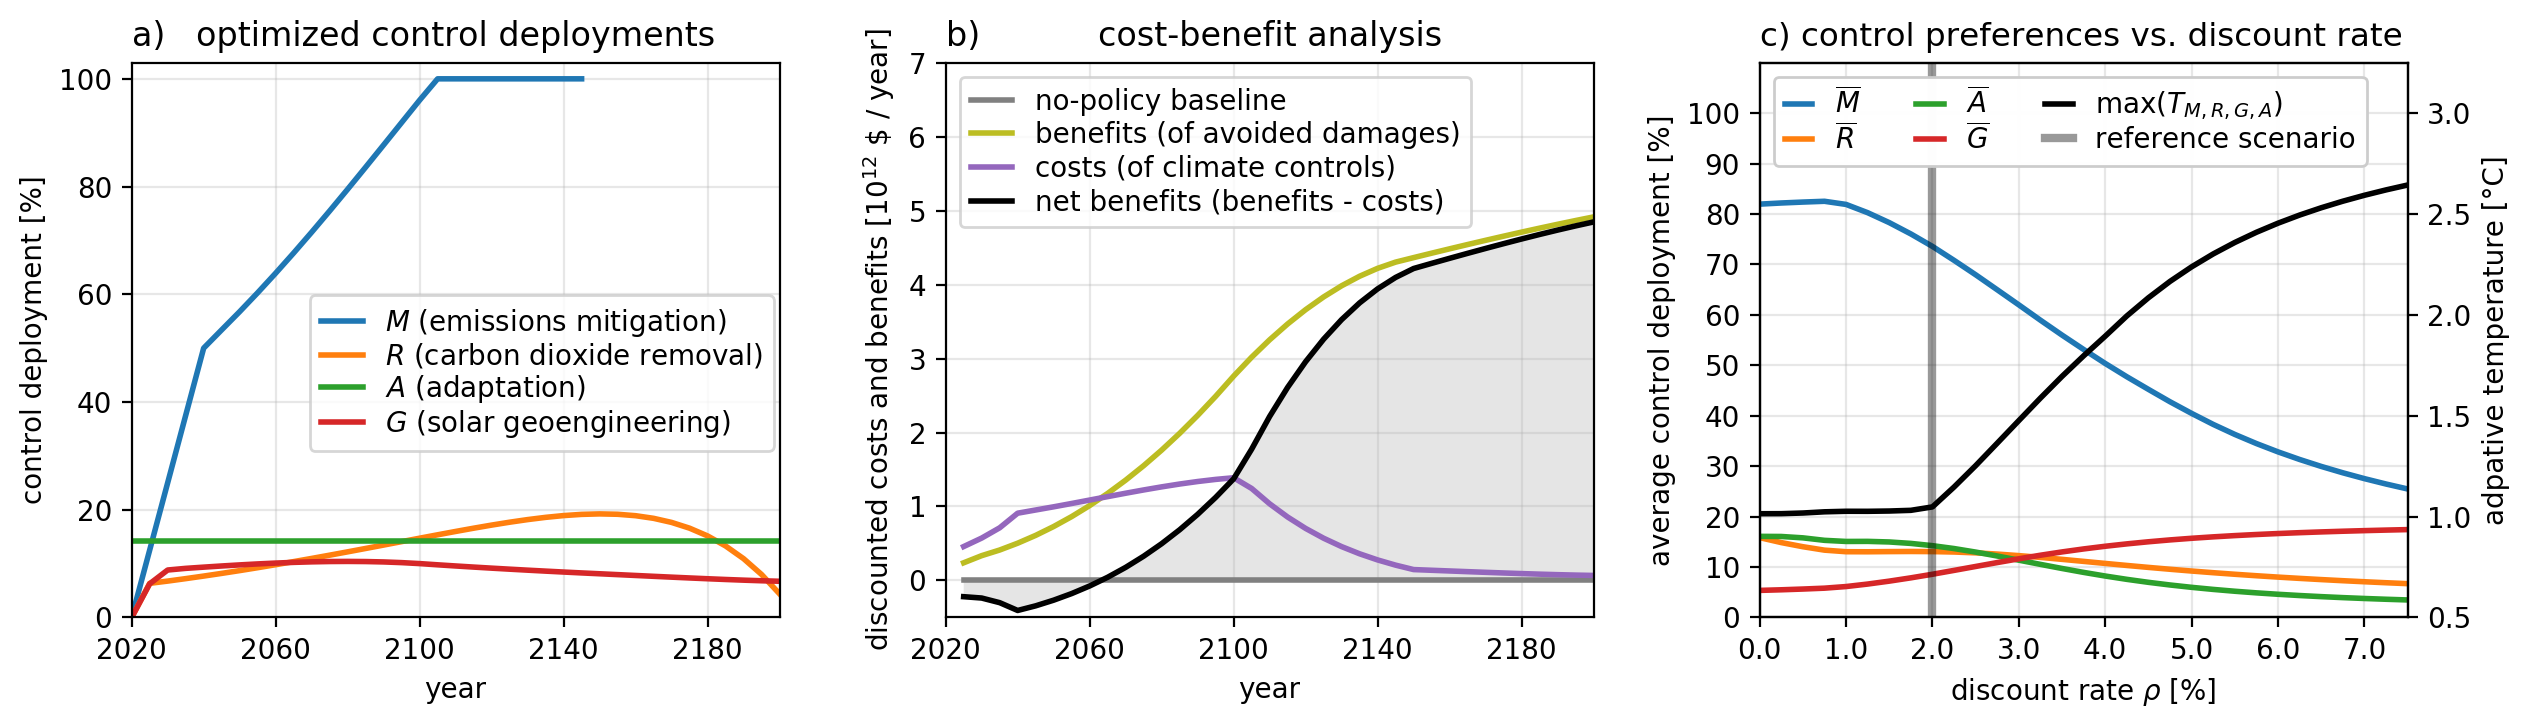 a) optimized control deployments
control deployment [%]
100
80
60
40
20
0
M (emissions mitigation)
R (carbon dioxide removal)
A (adaptation)
G (solar geoengineering)
2020 2060 2100 2140 2180
year
b) cost-benefit analysis
discounted costs and benefits [10¹² $ / year]
7
6
5
4
3
2
1
0
no-policy baseline
benefits (of avoided damages)
costs (of climate controls)
net benefits (benefits - costs)
2020 2060 2100 2140 2180
year
c) control preferences vs. discount rate
average control deployment [%]
100
90
80
70
60
50
40
30
20
10
0
M̅ A̅ max(T_{M, R, G, A})
R̅ G̅ reference scenario
3.0
2.5
2.0
1.5
1.0
0.5
adpative temperature [°C]
0.0 1.0 2.0 3.0 4.0 5.0 6.0 7.0
discount rate ρ [%]